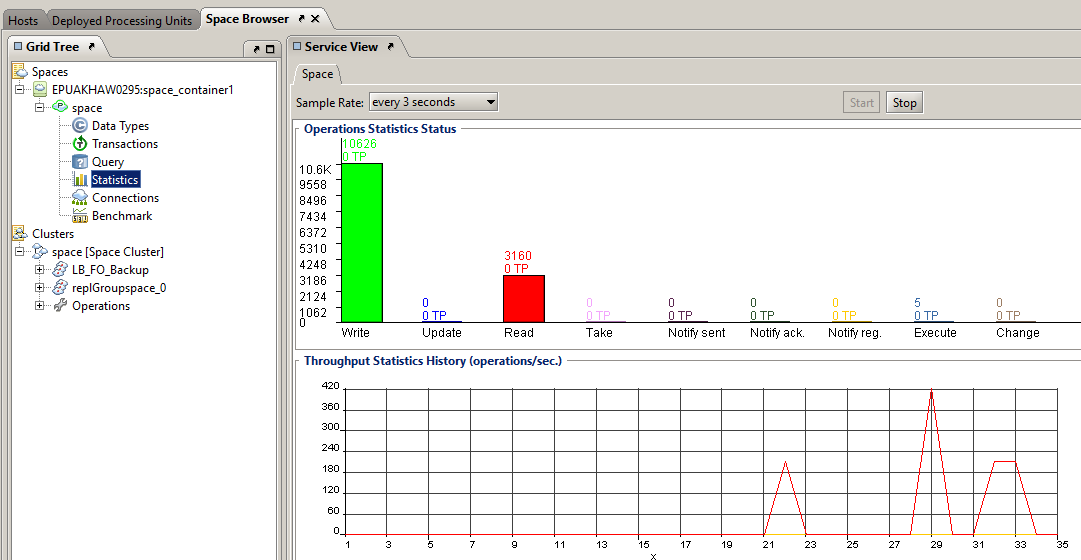 Hosts Deployed Processing Units Space Browser
Grid Tree
Spaces
EPUAKHAW0295:space_container1
space
Data Types
Transactions
Query
Statistics
Connections
Benchmark
Clusters
space [Space Cluster]
LB_FO_Backup
replGroupspace_0
Operations
Service View
Space
Sample Rate: every 3 seconds Start Stop
Operations Statistics Status
10626
0 TP
10.6K
9558
8496
7434
6372
5310
4248
3186
2124
1062
0
3160
0 TP
0 0 0 0 0 5 0
0 TP 0 TP 0 TP 0 TP 0 TP 0 TP 0 TP
Write Update Read Take Notify sent Notify ack. Notify reg. Execute Change
Throughput Statistics History (operations/sec.)
420
360
300
240
180
120
60
0
1 3 5 7 9 11 13 15 17 19 21 23 25 27 29 31 33 35
x